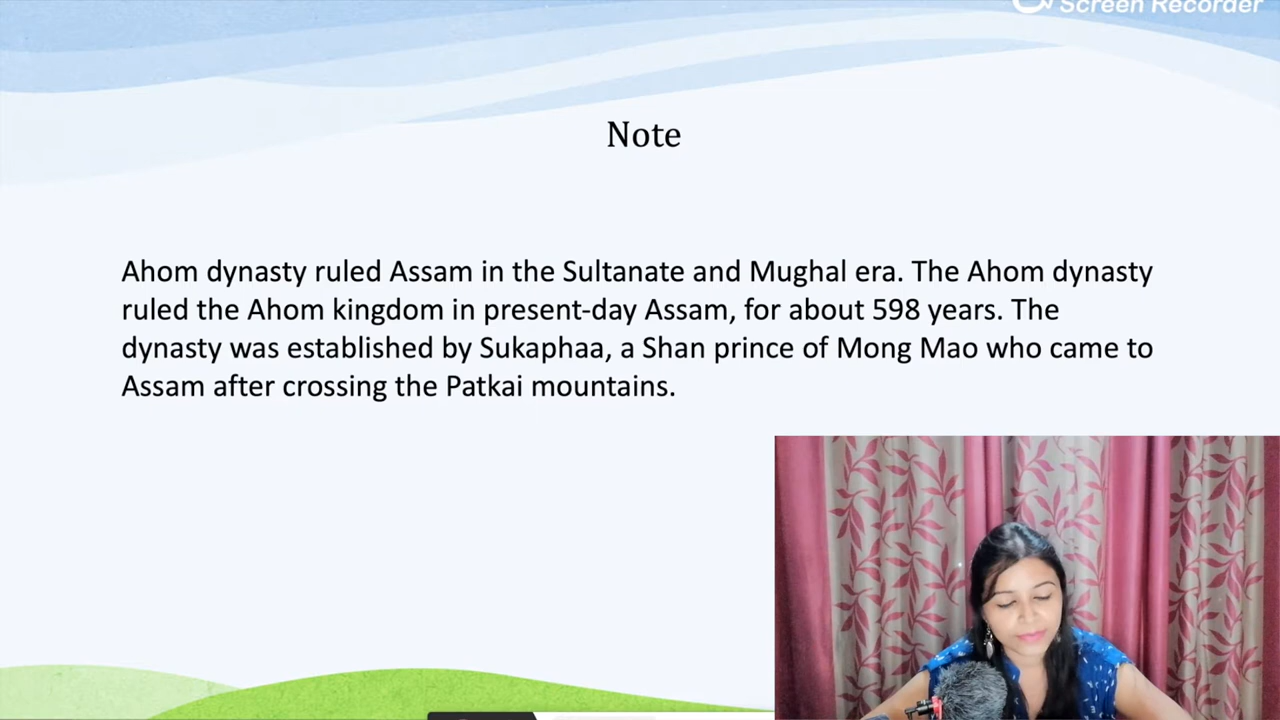 Screen Recorder
Note
Ahom dynasty ruled Assam in the Sultanate and Mughal era. The Ahom dynasty
ruled the Ahom kingdom in present-day Assam, for about 598 years. The
dynasty was established by Sukaphaa, a Shan prince of Mong Mao who came to
Assam after crossing the Patkai mountains.